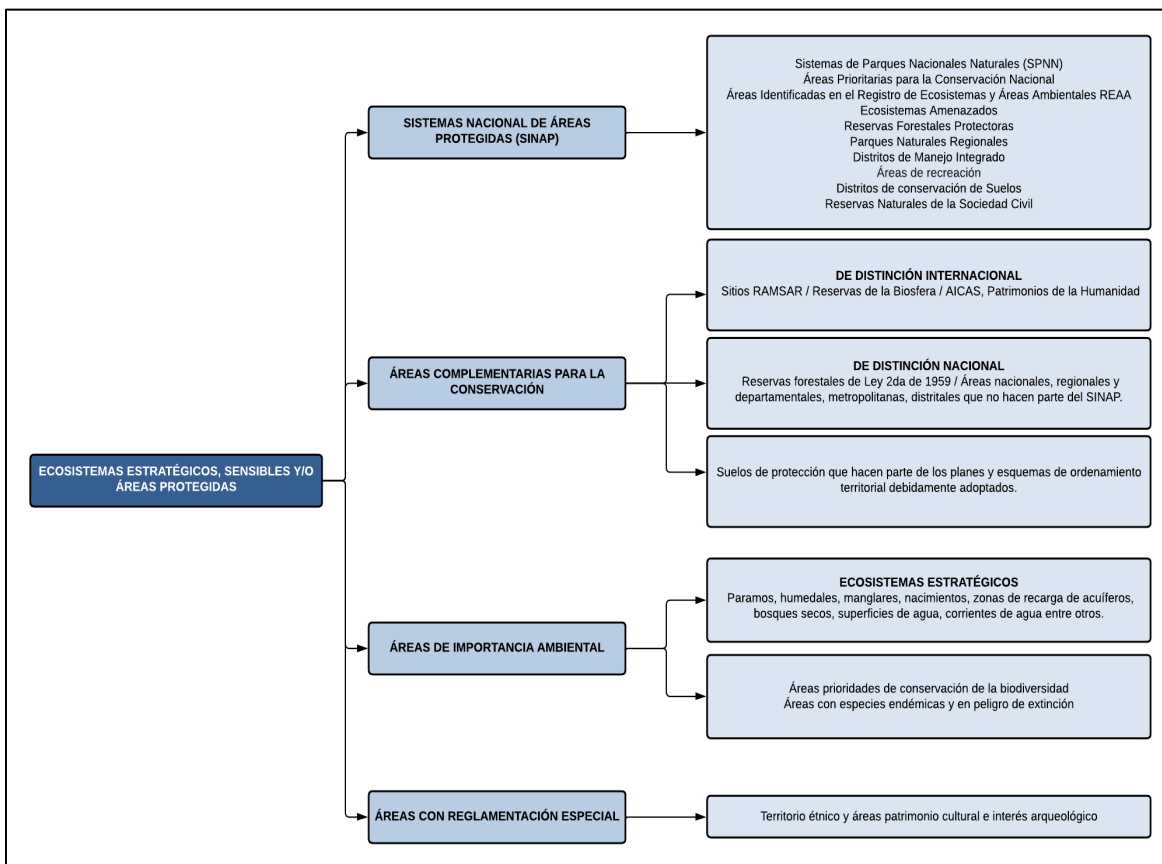 ECOSISTEMAS ESTRATÉGICOS, SENSIBLES Y/O
ÁREAS PROTEGIDAS
SISTEMAS NACIONAL DE ÁREAS
PROTEGIDAS (SINAP)
Sistemas de Parques Nacionales Naturales (SPNN)
Áreas Prioritarias para la Conservación Nacional
Áreas Identificadas en el Registro de Ecosistemas y Áreas Ambientales REAA
Ecosistemas Amenazados
Reservas Forestales Protectoras
Parques Naturales Regionales
Distritos de Manejo Integrado
Áreas de recreación
Distritos de conservación de Suelos
Reservas Naturales de la Sociedad Civil
ÁREAS COMPLEMENTARIAS PARA LA
CONSERVACIÓN
DE DISTINCIÓN INTERNACIONAL
Sitios RAMSAR / Reservas de la Biosfera / AICAS, Patrimonios de la Humanidad
DE DISTINCIÓN NACIONAL
Reservas forestales de Ley 2da de 1959 / Áreas nacionales, regionales y
departamentales, metropolitanas, distritales que no hacen parte del SINAP.
Suelos de protección que hacen parte de los planes y esquemas de ordenamiento
territorial debidamente adoptados.
ÁREAS DE IMPORTANCIA AMBIENTAL
ECOSISTEMAS ESTRATÉGICOS
Paramos, humedales, manglares, nacimientos, zonas de recarga de acuíferos,
bosques secos, superficies de agua, corrientes de agua entre otros.
Áreas prioridades de conservación de la biodiversidad
Áreas con especies endémicas y en peligro de extinción
ÁREAS CON REGLAMENTACIÓN ESPECIAL
Territorio étnico y áreas patrimonio cultural e interés arqueológico